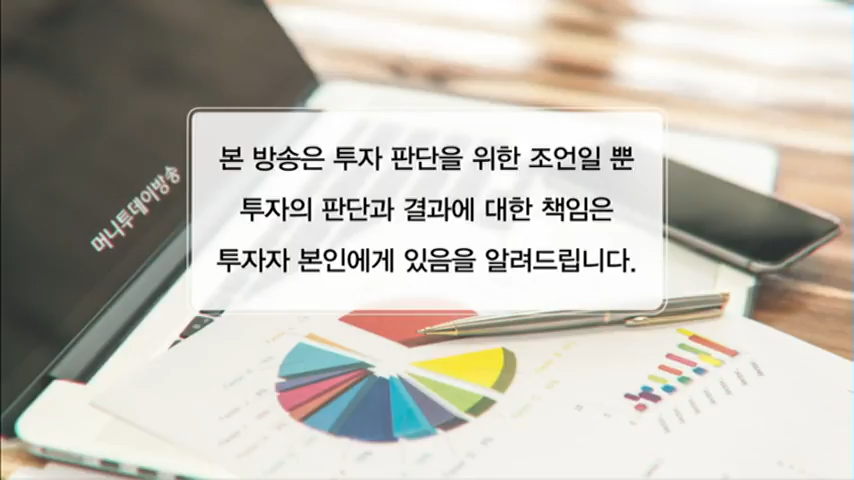 본 방송은 투자 판단을 위한 조언일 뿐
투자의 판단과 결과에 대한 책임은
투자자 본인에게 있음을 알려드립니다.
머니투데이방송